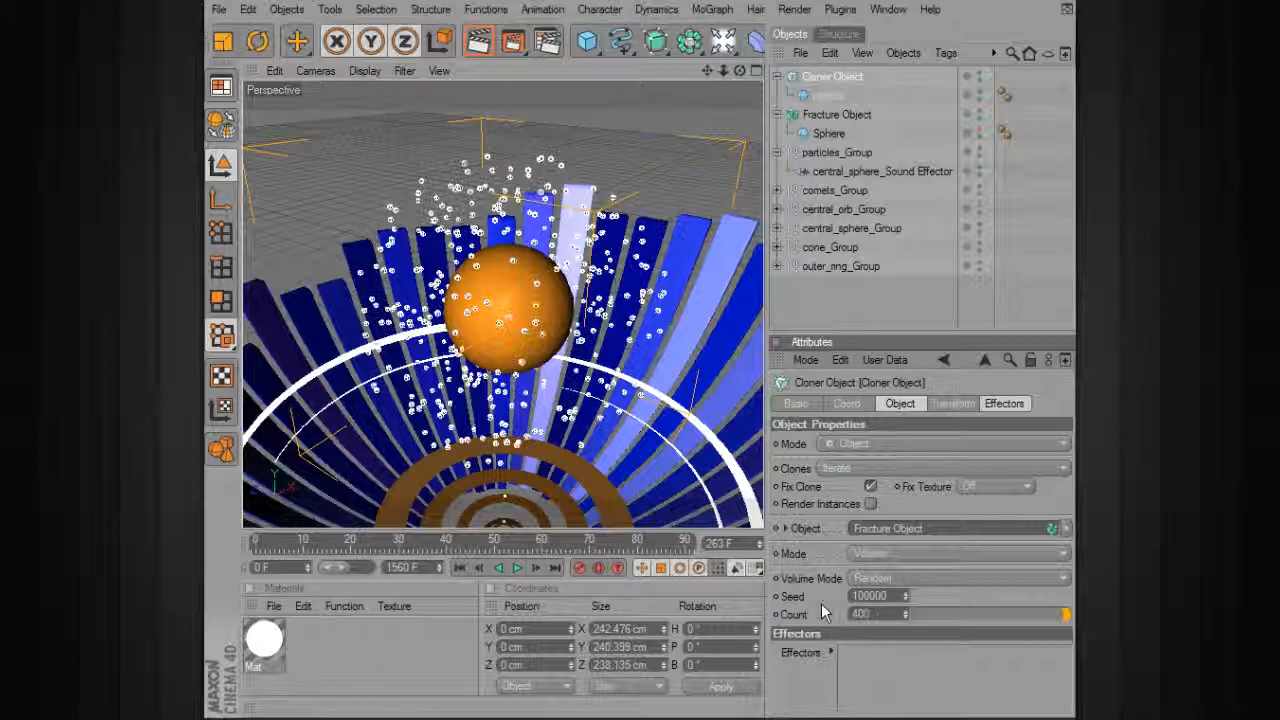 File Edit Objects Tools Selection Structure Functions Animation Character Dynamics MoGraph Hair Render Plugins Window Help
Objects Structure
File Edit View Objects Tags
Edit Cameras Display Filter View
Perspective
Cloner Object
Fracture Object
Sphere
particles_Group
central_sphere_Sound Effector
comets_Group
central_orb_Group
central_sphere_Group
cone_Group
outer_ring_Group
Attributes
Mode Edit User Data
Cloner Object [Cloner Object]
Basic Coord Object Transform Effectors
Object Properties
Mode Object
Clones Iterate
Fix Clone Fix Texture Off
Render Instances
Object Fracture Object
Mode Volume
Volume Mode Random
Seed 100000
Count 400
Effectors
Effectors
0 10 20 30 40 50 60 70 80 90 263 F
0 F 1560 F
Materials
File Edit Function Texture
Mat
Coordinates
Position Size Rotation
X 0 cm X 242.476 cm H 0 °
Y 0 cm Y 240.399 cm P 0 °
Z 0 cm Z 238.135 cm B 0 °
Object Apply
MAXON
CINEMA 4D
X Y Z